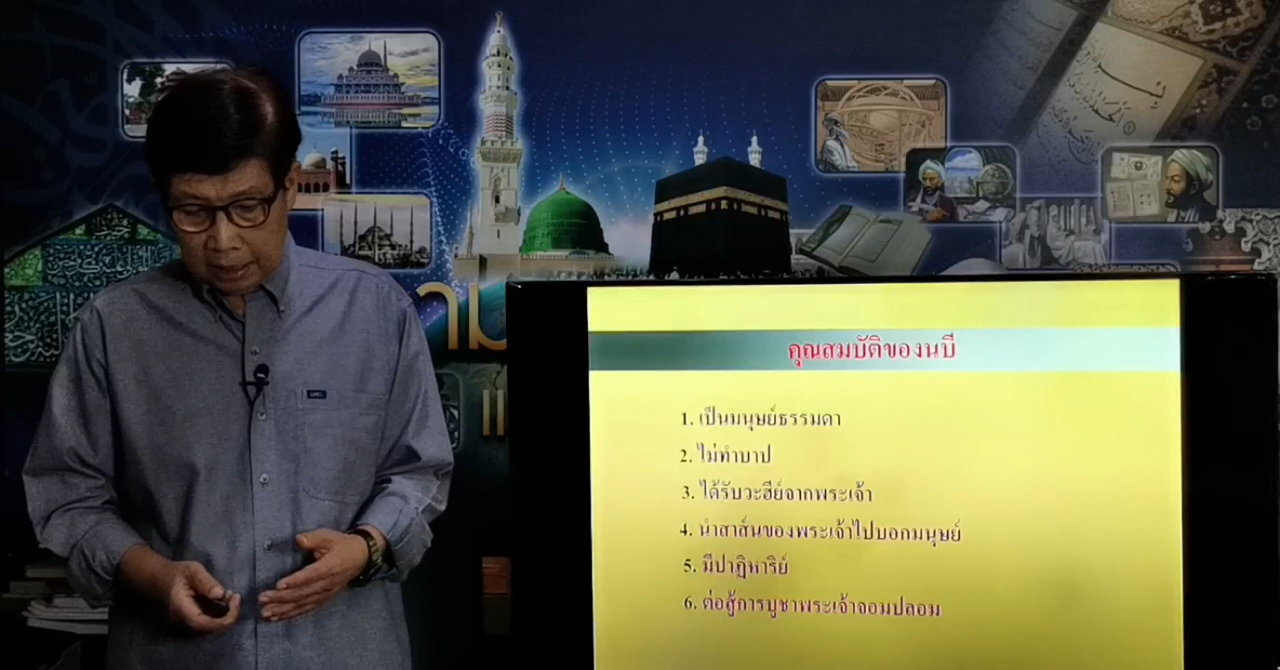 คุณสมบัติของนบี
1. เป็นมนุษย์ธรรมดา
2. ไม่ทำบาป
3. ได้รับวะฮีย์จากพระเจ้า
4. นำสาส์นของพระเจ้าไปบอกมนุษย์
5. มีปาฏิหาริย์
6. ต่อสู้การบูชาพระเจ้าจอมปลอม